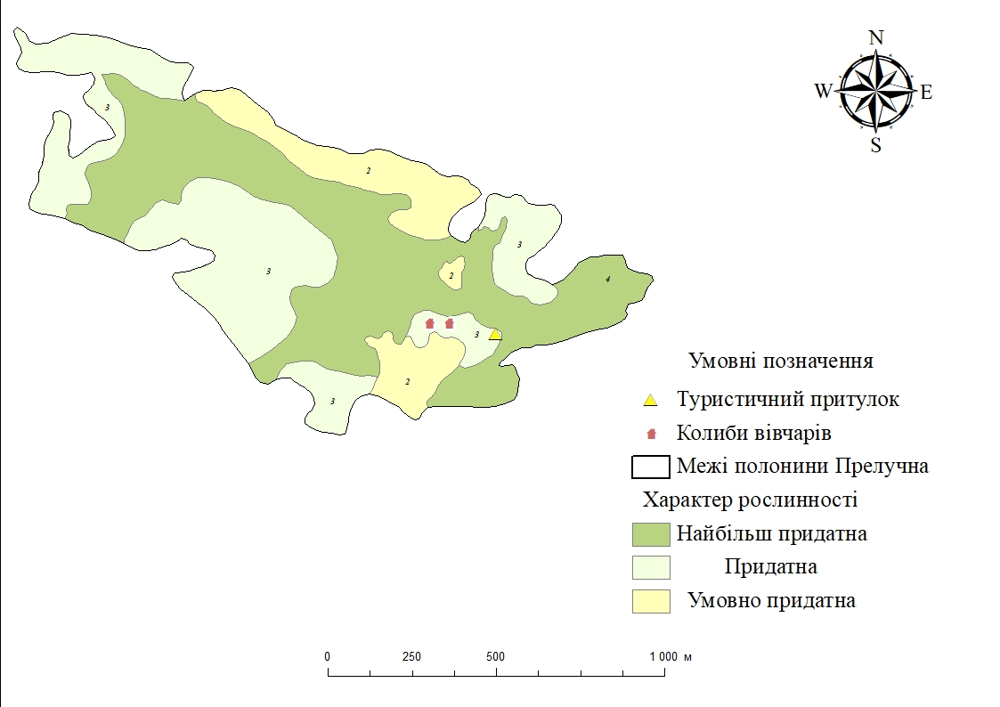 N
W E
S
3
2
3
3
2
4
3
2
3
Умовні позначення
Туристичний притулок
Колиби вівчарів
Межі полонини Прелучна
Характер рослинності
Найбільш придатна
Придатна
Умовно придатна
0 250 500 1 000 м